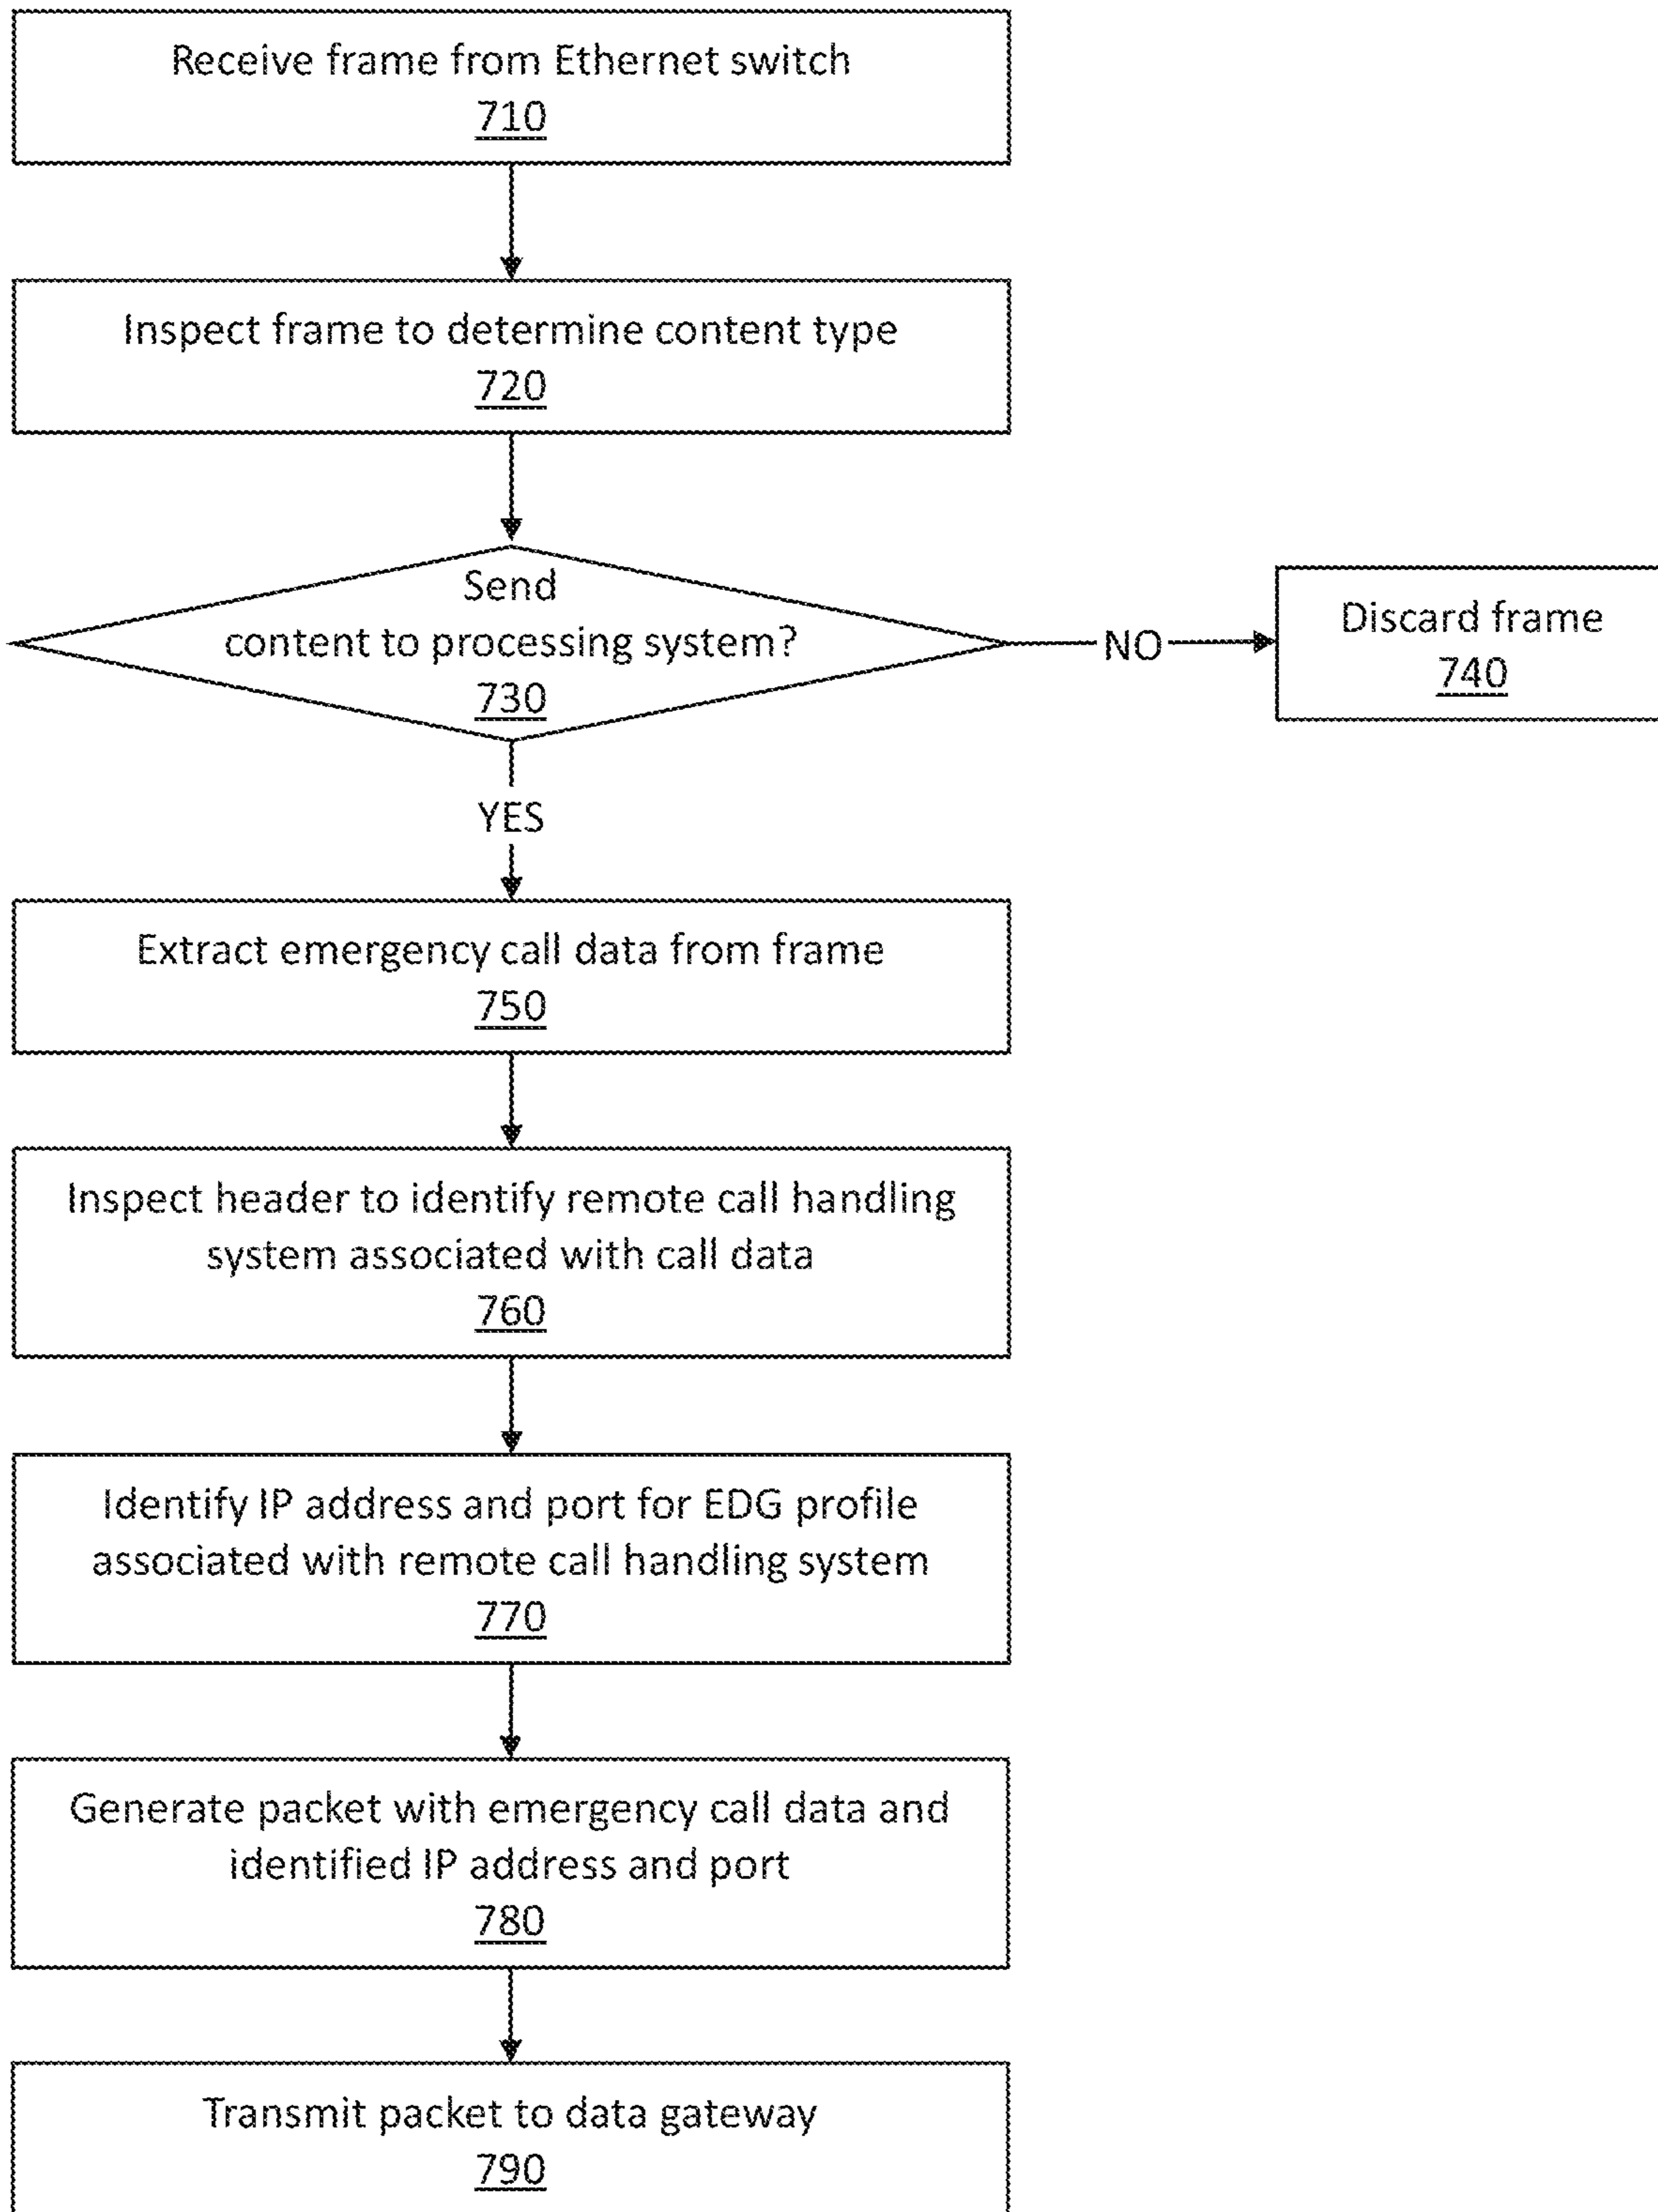 Receive frame from Ethernet switch
710
Inspect frame to determine content type
720
Send
content to processing system?
730
NO
Discard frame
740
YES
Extract emergency call data from frame
750
Inspect header to identify remote call handling
system associated with call data
760
Identify IP address and port for EDG profile
associated with remote call handling system
770
Generate packet with emergency call data and
identified IP address and port
780
Transmit packet to data gateway
790